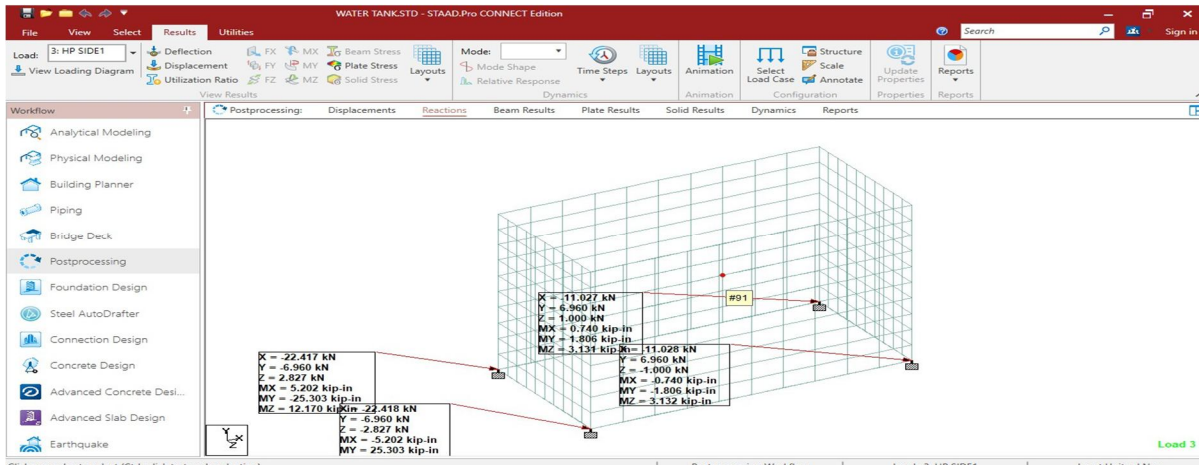 WATER TANK.STD - STAAD.Pro CONNECT Edition
File View Select Results Utilities Search Sign in
Load: 3: HP SIDE1
View Loading Diagram
Deflection
Displacement
Utilization Ratio
FX MX Beam Stress
FY MY Plate Stress
FZ MZ Solid Stress
Layouts
View Results
Mode:
Mode Shape
Relative Response
Time Steps
Layouts
Dynamics
Animation
Animation
Select Load Case
Structure
Scale
Annotate
Configuration
Update Properties
Properties
Reports
Reports
Workflow
Postprocessing: Displacements Reactions Beam Results Plate Results Solid Results Dynamics Reports
Analytical Modeling
Physical Modeling
Building Planner
Piping
Bridge Deck
Postprocessing
Foundation Design
Steel AutoDrafter
Connection Design
Concrete Design
Advanced Concrete Desi...
Advanced Slab Design
Earthquake
X = -11.027 kN
Y = 6.960 kN
Z = 1.000 kN
MX = 0.740 kip-in
MY = 1.806 kip-in
MZ = 3.131 kip-in
#91
X = -11.028 kN
Y = 6.960 kN
Z = -1.000 kN
MX = -0.740 kip-in
MY = -1.806 kip-in
MZ = 3.132 kip-in
X = -22.417 kN
Y = -6.960 kN
Z = 2.827 kN
MX = 5.202 kip-in
MY = -25.303 kip-in
MZ = 12.170 kip-in
X = -22.418 kN
Y = -6.960 kN
Z = -2.827 kN
MX = -5.202 kip-in
MY = 25.303 kip-in
Y
X
Z
Load 3